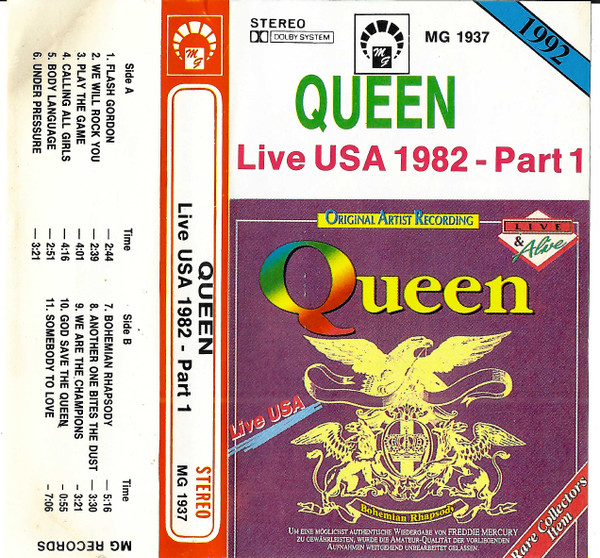 Side A
Time
1. FLASH GORDON – 2:44
2. WE WILL ROCK YOU – 2:39
3. PLAY THE GAME – 4:01
4. CALLING ALL GIRLS – 4:16
5. BODY LANGUAGE – 2:51
6. UNDER PRESSURE – 3:21
Side B
Time
7. BOHEMIAN RHAPSODY – 5:16
8. ANOTHER ONE BITES THE DUST – 3:30
9. WE ARE THE CHAMPIONS – 3:21
10. GOD SAVE THE QUEEN – 0:55
11. SOMEBODY TO LOVE – 7:06
MG RECORDS
MG
QUEEN
Live USA 1982 - Part 1
STEREO
MG 1937
STEREO
DOLBY SYSTEM
MG
MG 1937
1992
QUEEN
Live USA 1982 - Part 1
ORIGINAL ARTIST RECORDING
LIVE
& Alive
Queen
Live USA
Bohemian Rhapsody
Rare Collectors
Item
UM EINE MÖGLICHST AUTHENTISCHE WIEDERGABE VON FREDDIE MERCURY
ZU GEWÄHRLEISTEN, WURDE DIE AMATEUR-QUALITÄT DER VORLIEGENDEN
AUFNAHMEN WEITGEHEND UNBEARBEITET GELASSEN.